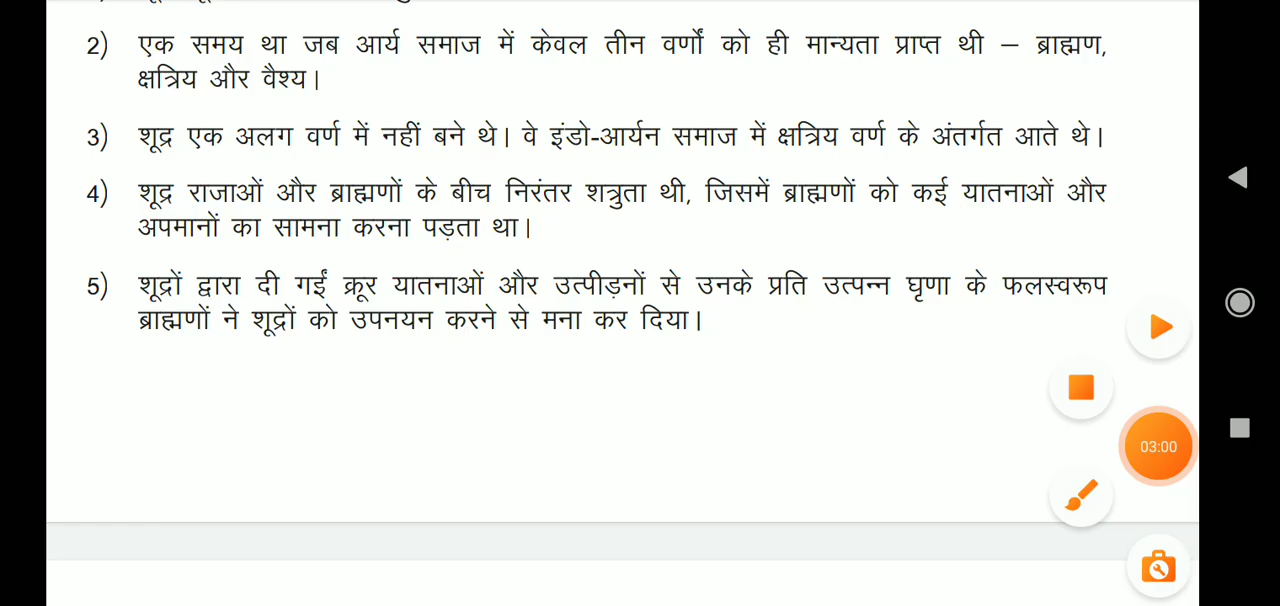 2) एक समय था जब आर्य समाज में केवल तीन वर्णों को ही मान्यता प्राप्त थी – ब्राह्मण,
क्षत्रिय और वैश्य।
3) शूद्र एक अलग वर्ण में नहीं बने थे। वे इंडो-आर्यन समाज में क्षत्रिय वर्ण के अंतर्गत आते थे।
4) शूद्र राजाओं और ब्राह्मणों के बीच निरंतर शत्रुता थी, जिसमें ब्राह्मणों को कई यातनाओं और
अपमानों का सामना करना पड़ता था।
5) शूद्रों द्वारा दी गईं क्रूर यातनाओं और उत्पीड़नों से उनके प्रति उत्पन्न घृणा के फलस्वरूप
ब्राह्मणों ने शूद्रों को उपनयन करने से मना कर दिया।
03:00